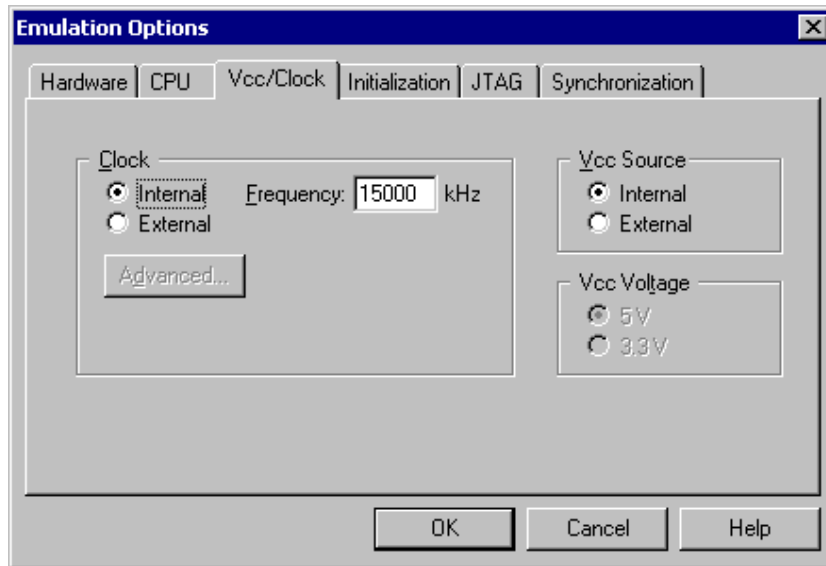 Emulation Options
Hardware CPU Vcc/Clock Initialization JTAG Synchronization
Clock
Internal Frequency: 15000 kHz
External
Advanced...
Vcc Source
Internal
External
Vcc Voltage
5V
3.3V
OK Cancel Help